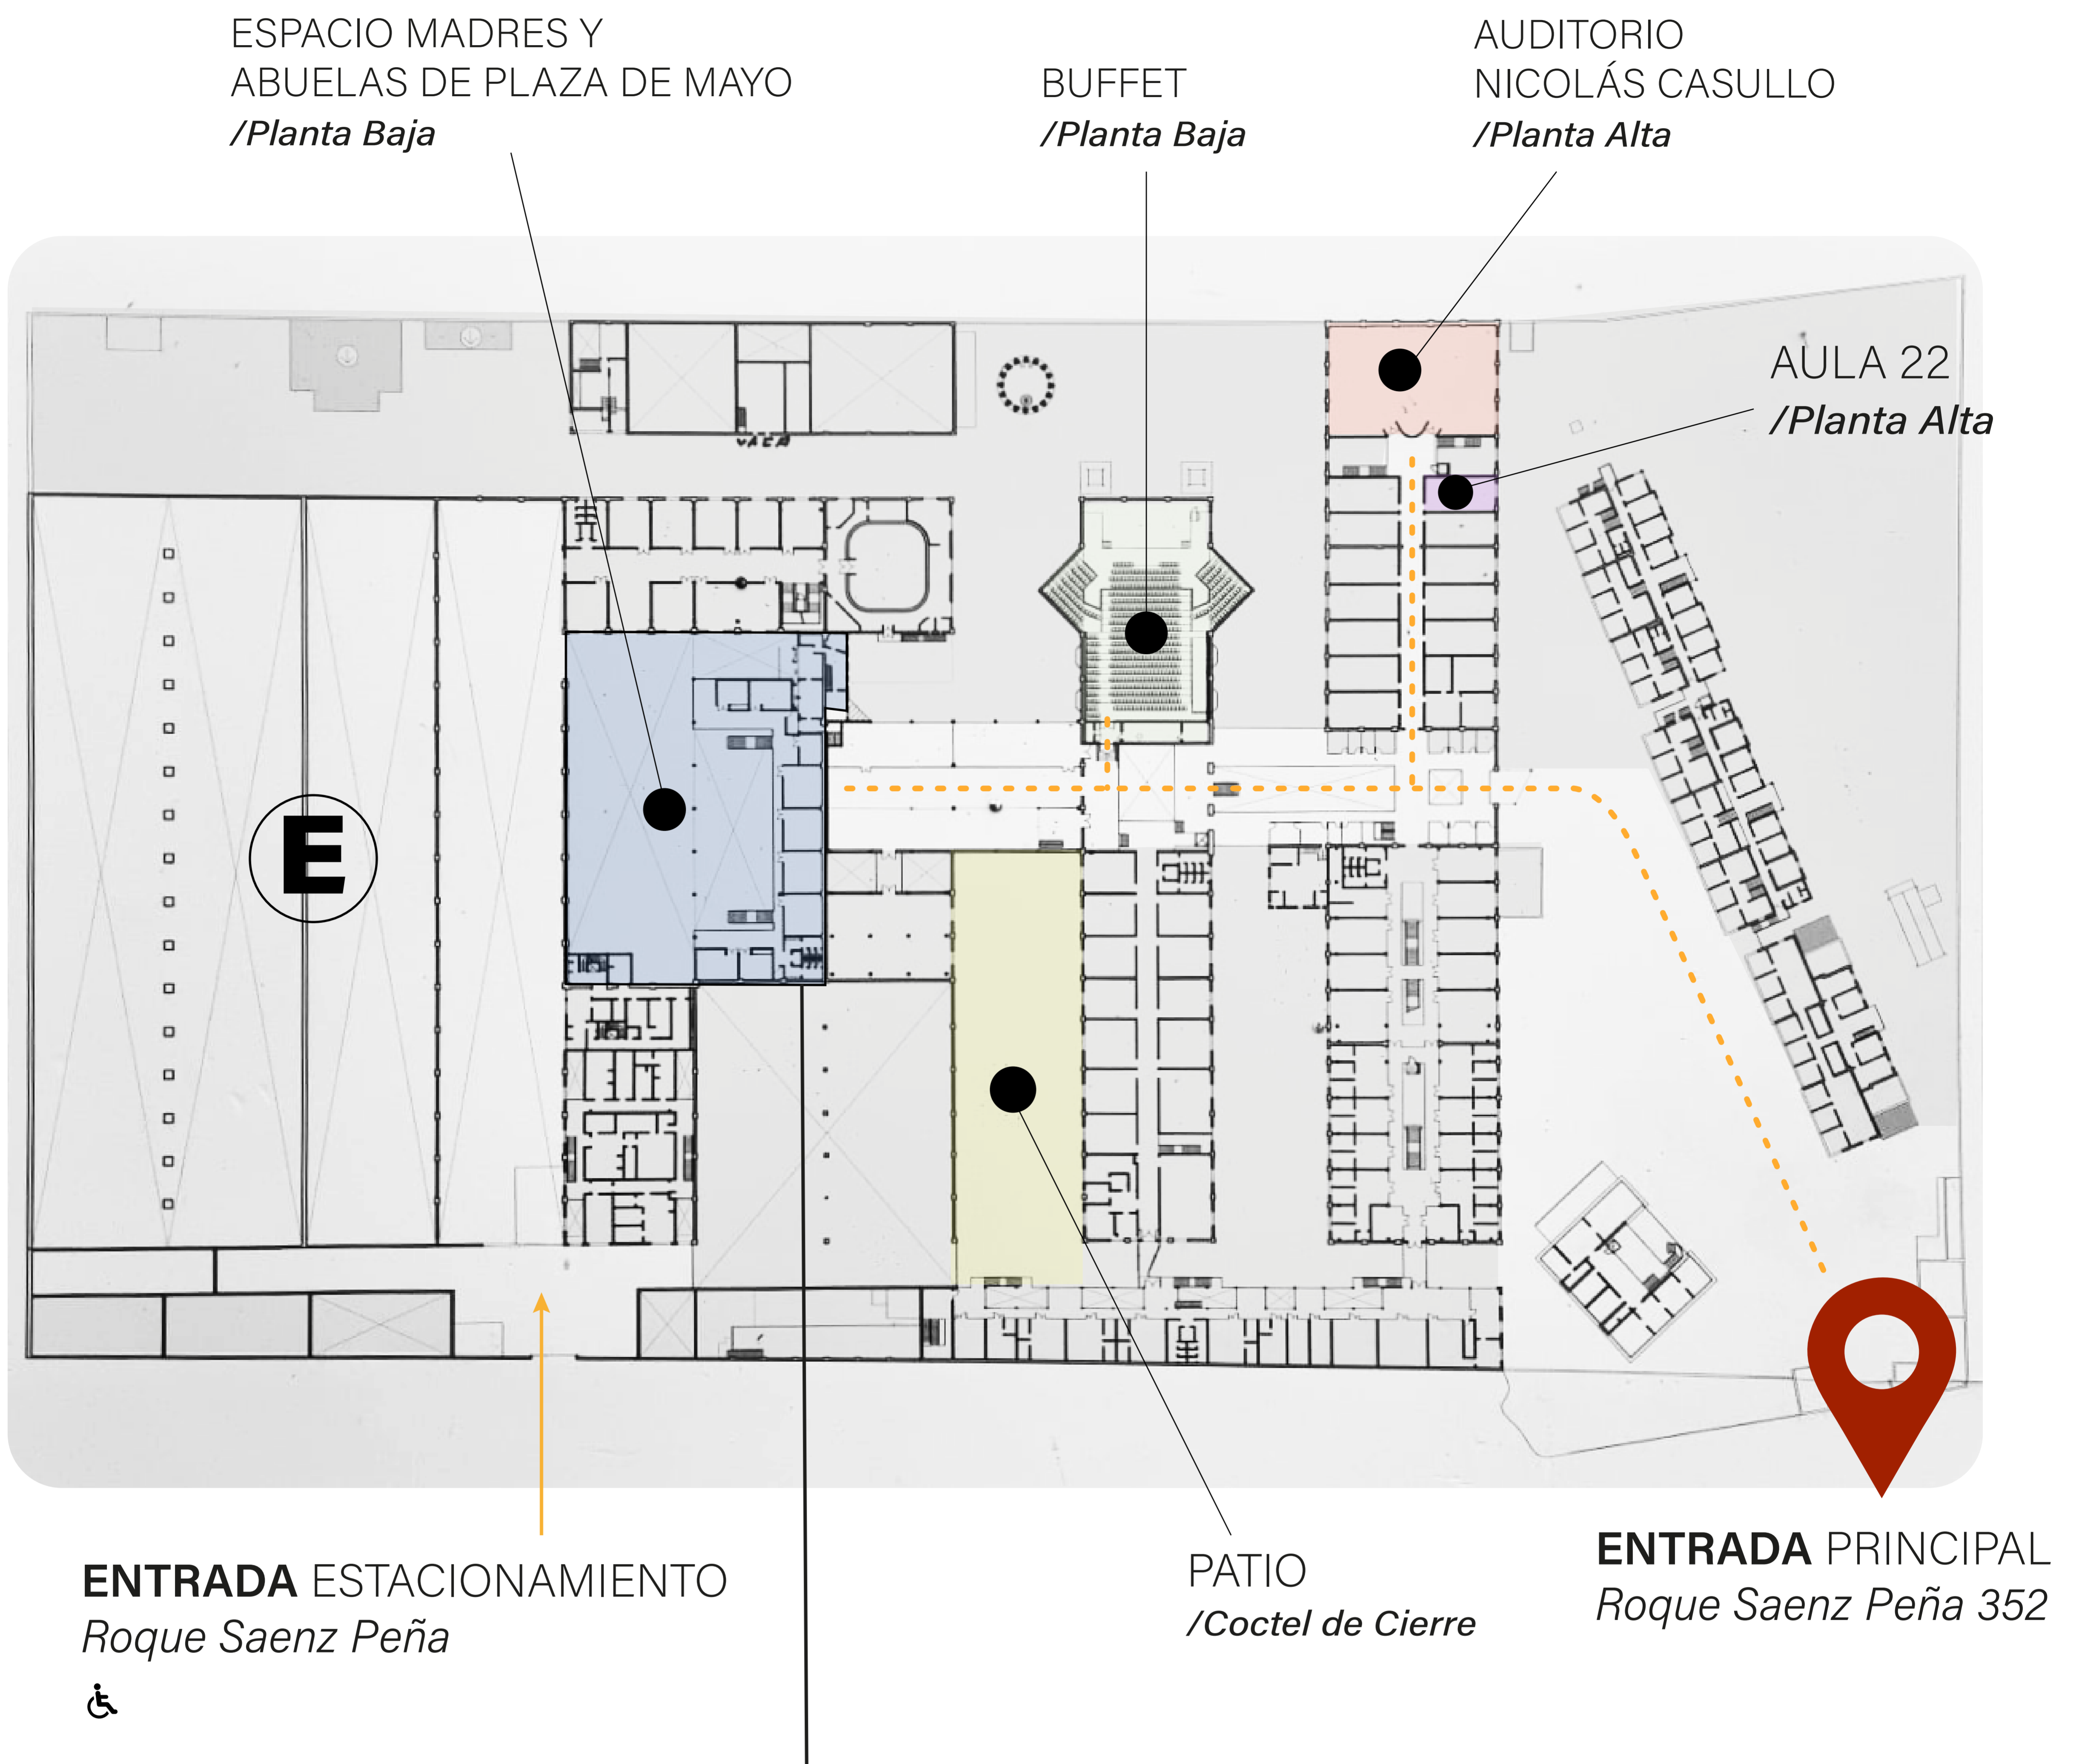 ESPACIO MADRES Y
ABUELAS DE PLAZA DE MAYO
/Planta Baja
BUFFET
/Planta Baja
AUDITORIO
NICOLÁS CASULLO
/Planta Alta
AULA 22
/Planta Alta
E
ENTRADA ESTACIONAMIENTO
Roque Saenz Peña
PATIO
/Coctel de Cierre
ENTRADA PRINCIPAL
Roque Saenz Peña 352